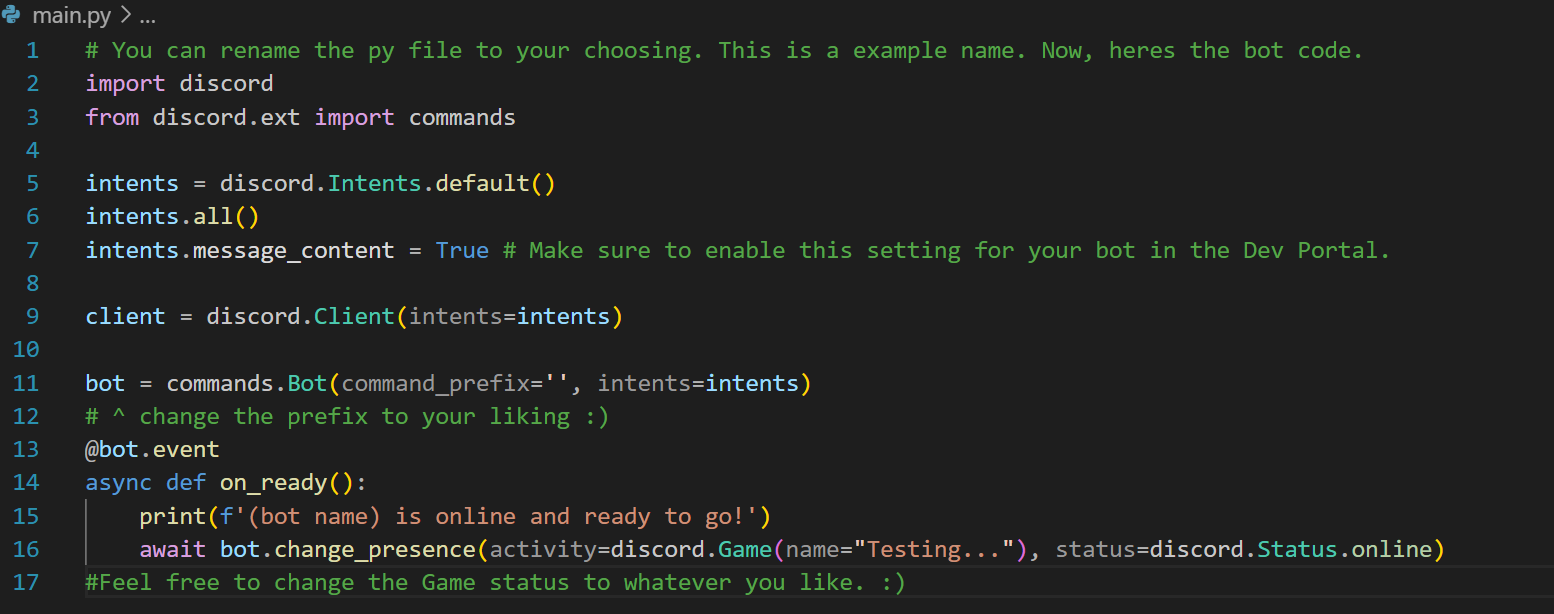 main.py > ...
1 # You can rename the py file to your choosing. This is a example name. Now, heres the bot code.
2 import discord
3 from discord.ext import commands
4
5 intents = discord.Intents.default()
6 intents.all()
7 intents.message_content = True # Make sure to enable this setting for your bot in the Dev Portal.
8
9 client = discord.Client(intents=intents)
10
11 bot = commands.Bot(command_prefix='', intents=intents)
12 # ^ change the prefix to your liking :)
13 @bot.event
14 async def on_ready():
15     print(f'(bot name) is online and ready to go!')
16     await bot.change_presence(activity=discord.Game(name="Testing..."), status=discord.Status.online)
17 #Feel free to change the Game status to whatever you like. :)